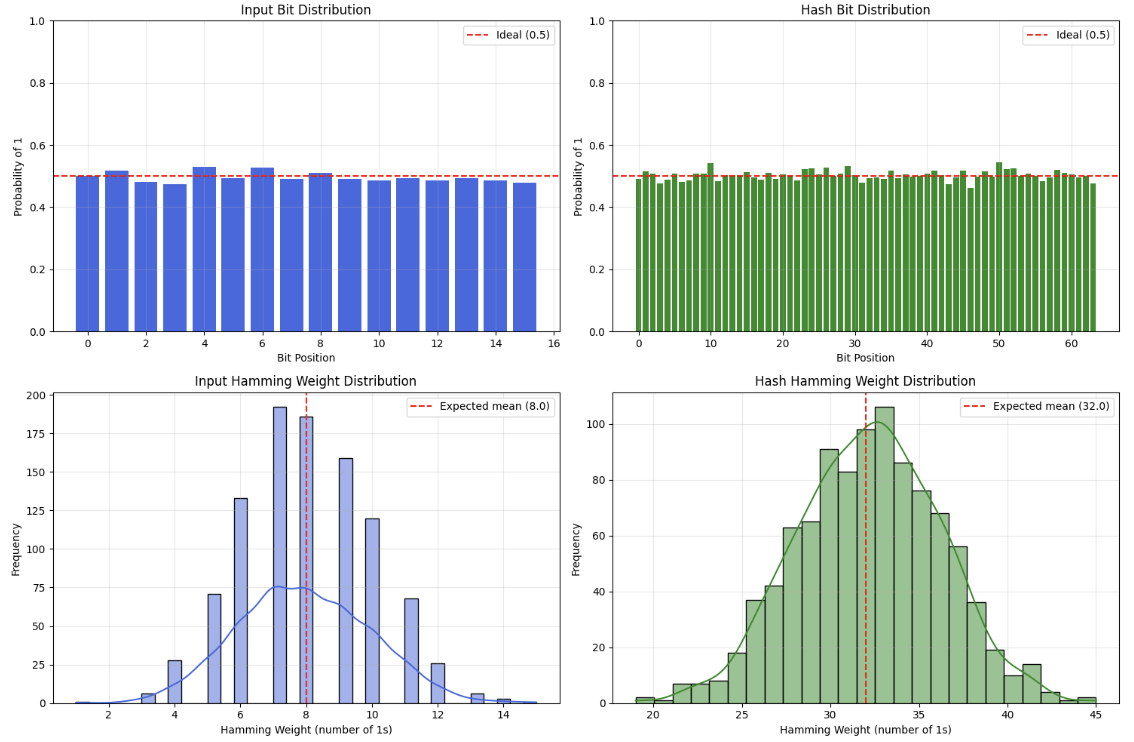 Input Bit Distribution
Ideal (0.5)
Probability of 1
1.0
0.8
0.6
0.4
0.2
0.0
0 2 4 6 8 10 12 14 16
Bit Position
Hash Bit Distribution
Ideal (0.5)
Probability of 1
1.0
0.8
0.6
0.4
0.2
0.0
0 10 20 30 40 50 60
Bit Position
Input Hamming Weight Distribution
Expected mean (8.0)
Frequency
200
175
150
125
100
75
50
25
0
2 4 6 8 10 12 14
Hamming Weight (number of 1s)
Hash Hamming Weight Distribution
Expected mean (32.0)
Frequency
100
80
60
40
20
0
20 25 30 35 40 45
Hamming Weight (number of 1s)